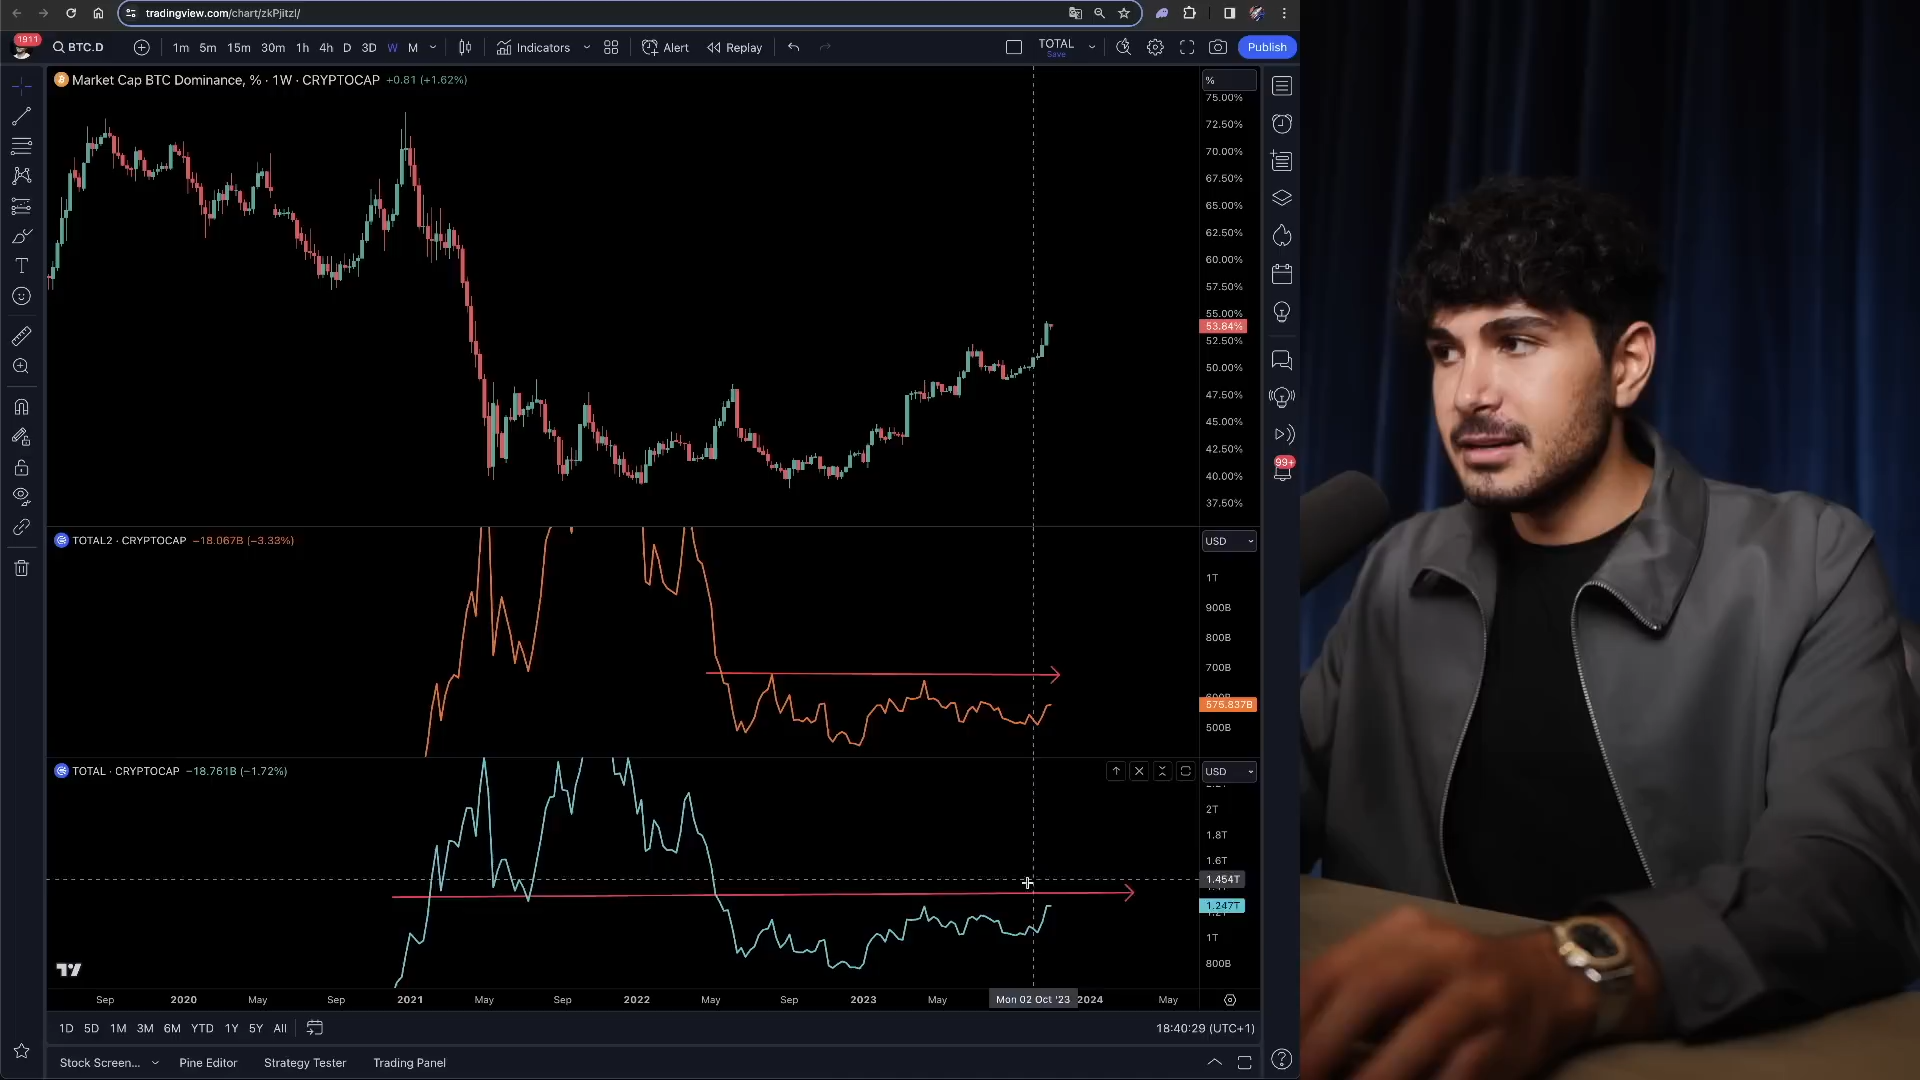 tradingview.com/chart/zkPjitzl/
1911
BTC.D
1m 5m 15m 30m 1h 4h D 3D W M
Indicators
Alert
Replay
TOTAL
Save
Publish
Market Cap BTC Dominance, % · 1W · CRYPTOCAP +0.81 (+1.62%)
%
75.00%
72.50%
70.00%
67.50%
65.00%
62.50%
60.00%
57.50%
55.00%
53.64%
52.50%
50.00%
47.50%
45.00%
42.50%
40.00%
37.50%
99+
TOTAL2 · CRYPTOCAP −18.067B (−3.33%)
USD
1T
900B
800B
700B
575.837B
500B
TOTAL · CRYPTOCAP −18.761B (−1.72%)
USD
2T
1.8T
1.6T
1.454T
1.247T
1T
800B
Sep 2020 May Sep 2021 May Sep 2022 May Sep 2023 May Mon 02 Oct '23 2024 May
1D 5D 1M 3M 6M YTD 1Y 5Y All
18:40:29 (UTC+1)
Stock Screen... Pine Editor Strategy Tester Trading Panel